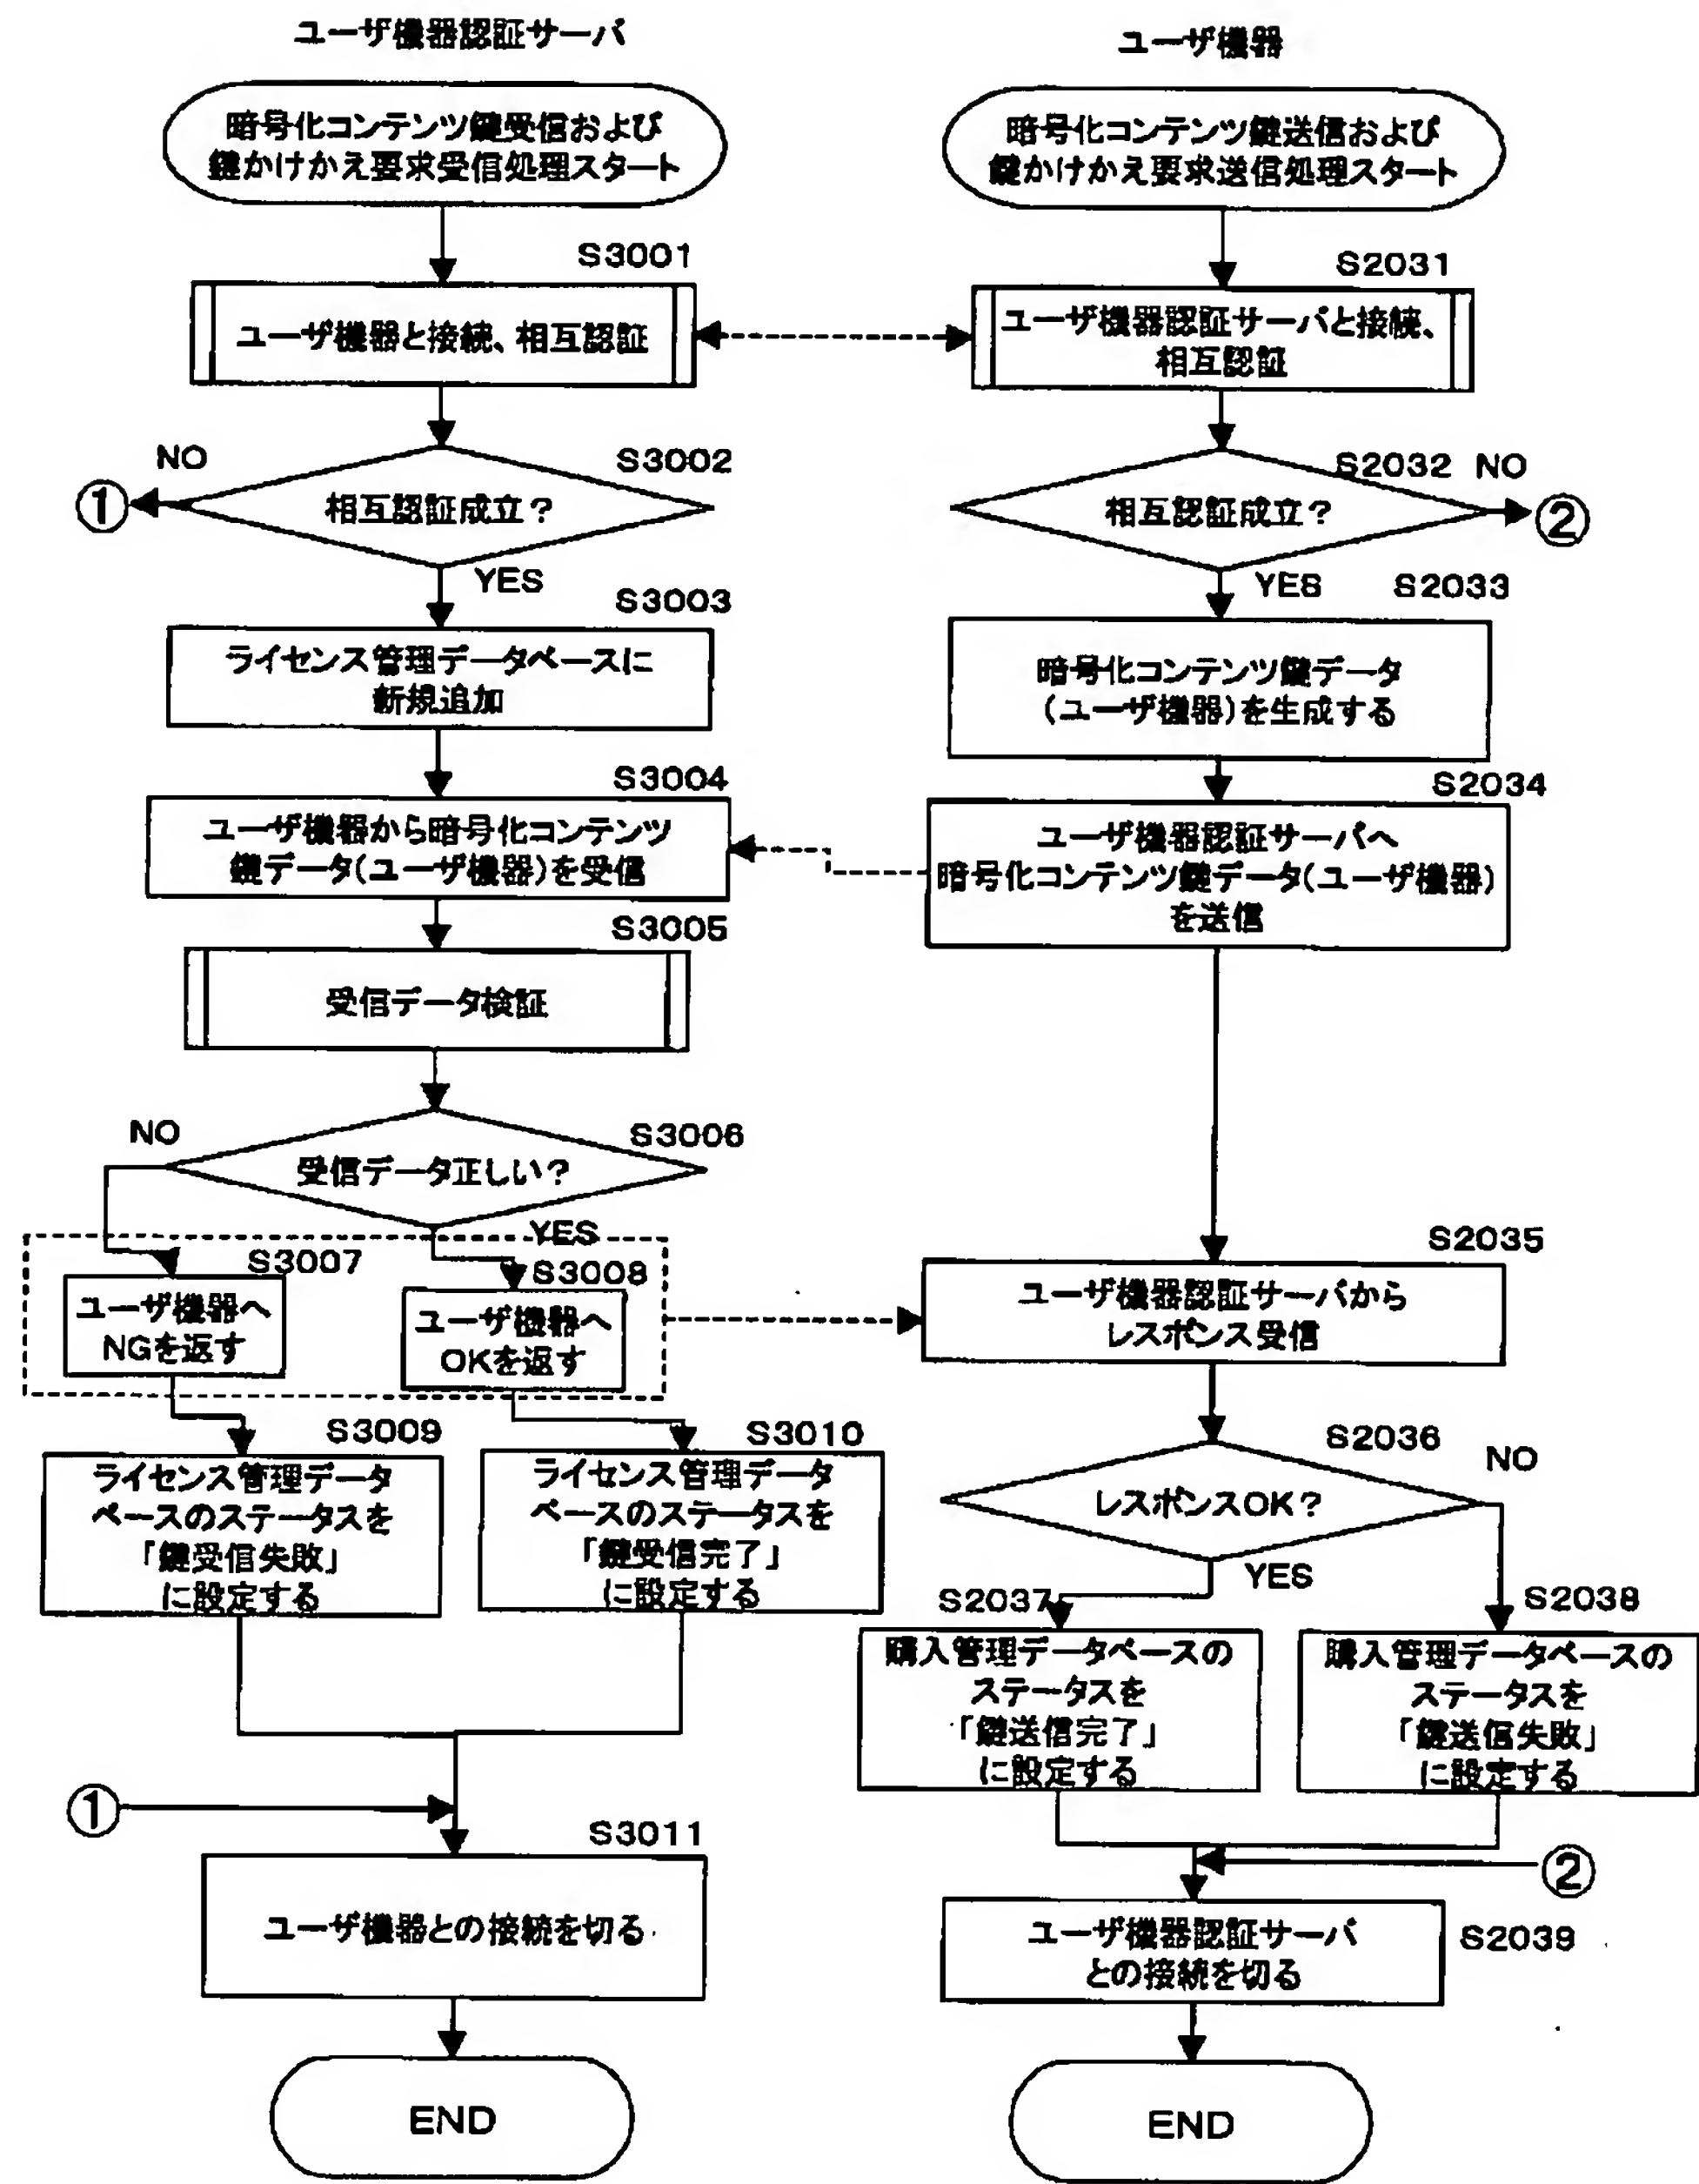 ユーザ機器認証サーバ
暗号化コンテンツ鍵受信および
鍵かけかえ要求受信処理スタート
S3001
ユーザ機器と接続、相互認証
NO
S3002
相互認証成立?
①
YES
S3003
ライセンス管理データベースに
新規追加
S3004
ユーザ機器から暗号化コンテンツ
鍵データ(ユーザ機器)を受信
S3005
受信データ検証
NO
S3006
受信データ正しい?
YES
S3007
ユーザ機器へ
NGを返す
S3008
ユーザ機器へ
OKを返す
S3009
ライセンス管理データ
ベースのステータスを
「鍵受信失敗」
に設定する
S3010
ライセンス管理データ
ベースのステータスを
「鍵受信完了」
に設定する
①
S3011
ユーザ機器との接続を切る
END
ユーザ機器
暗号化コンテンツ鍵送信および
鍵かけかえ要求送信処理スタート
S2031
ユーザ機器認証サーバと接続、
相互認証
S2032 NO
相互認証成立?
②
YES
S2033
暗号化コンテンツ鍵データ
(ユーザ機器)を生成する
S2034
ユーザ機器認証サーバへ
暗号化コンテンツ鍵データ(ユーザ機器)
を送信
S2035
ユーザ機器認証サーバから
レスポンス受信
S2036
NO
レスポンスOK?
YES
S2037
購入管理データベースの
ステータスを
「鍵送信完了」
に設定する
S2038
購入管理データベースの
ステータスを
「鍵送信失敗」
に設定する
②
ユーザ機器認証サーバ
との接続を切る
S2039
END